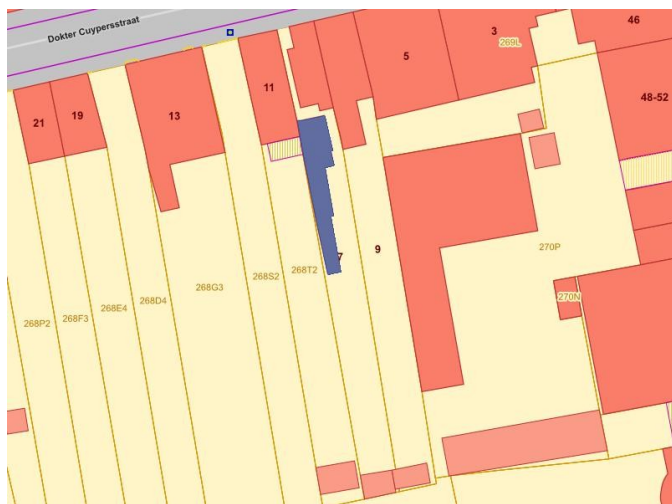 Dokter Cuypersstraat
46
3
269L
5
11
48-52
13
19
21
7
9
270P
268T2
268S2
268G3
268D4
268E4
268F3
268P2
270N